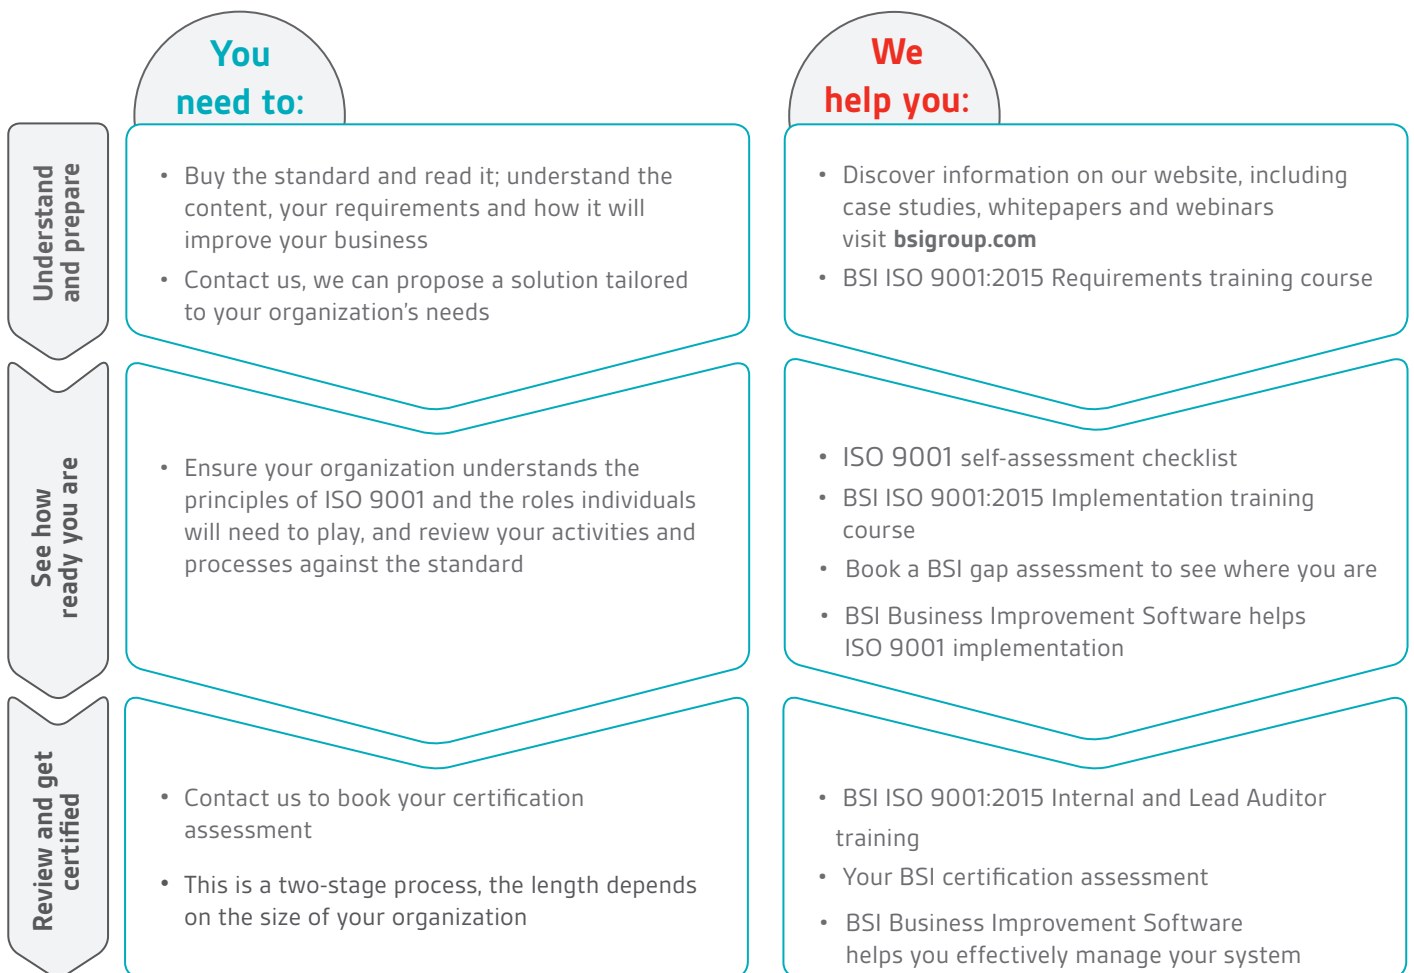 You
need to:
We
help you:
Understand
and prepare
• Buy the standard and read it; understand the
content, your requirements and how it will
improve your business
• Contact us, we can propose a solution tailored
to your organization’s needs
• Discover information on our website, including
case studies, whitepapers and webinars
visit bsigroup.com
• BSI ISO 9001:2015 Requirements training course
See how
ready you are
• Ensure your organization understands the
principles of ISO 9001 and the roles individuals
will need to play, and review your activities and
processes against the standard
• ISO 9001 self-assessment checklist
• BSI ISO 9001:2015 Implementation training
course
• Book a BSI gap assessment to see where you are
• BSI Business Improvement Software helps
ISO 9001 implementation
Review and get
certified
• Contact us to book your certification
assessment
• This is a two-stage process, the length depends
on the size of your organization
• BSI ISO 9001:2015 Internal and Lead Auditor
training
• Your BSI certification assessment
• BSI Business Improvement Software
helps you effectively manage your system